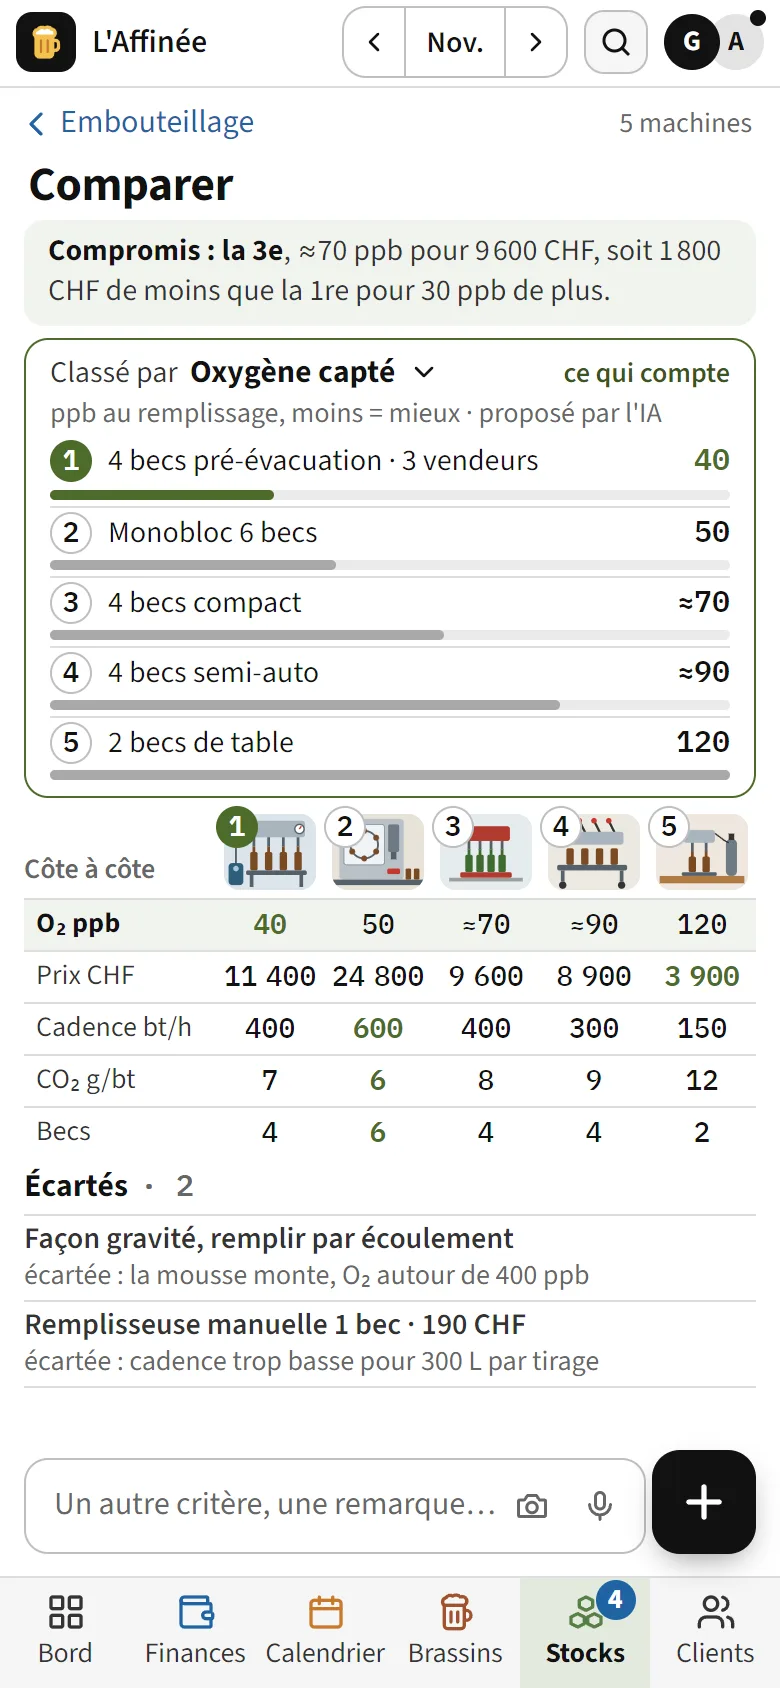 L'Affinée
Nov.
G
A
Embouteillage
5 machines
Comparer
Compromis : la 3e, ≈70 ppb pour 9 600 CHF, soit 1 800
CHF de moins que la 1re pour 30 ppb de plus.
Classé par Oxygène capté
ce qui compte
ppb au remplissage, moins = mieux · proposé par l'IA
1 4 becs pré-évacuation · 3 vendeurs 40
2 Monobloc 6 becs 50
3 4 becs compact ≈70
4 4 becs semi-auto ≈90
5 2 becs de table 120
Côte à côte 1 2 3 4 5
O₂ ppb 40 50 ≈70 ≈90 120
Prix CHF 11 400 24 800 9 600 8 900 3 900
Cadence bt/h 400 600 400 300 150
CO₂ g/bt 7 6 8 9 12
Becs 4 6 4 4 2
Écartés · 2
Façon gravité, remplir par écoulement
écartée : la mousse monte, O₂ autour de 400 ppb
Remplisseuse manuelle 1 bec · 190 CHF
écartée : cadence trop basse pour 300 L par tirage
Un autre critère, une remarque…
4
Bord Finances Calendrier Brassins Stocks Clients